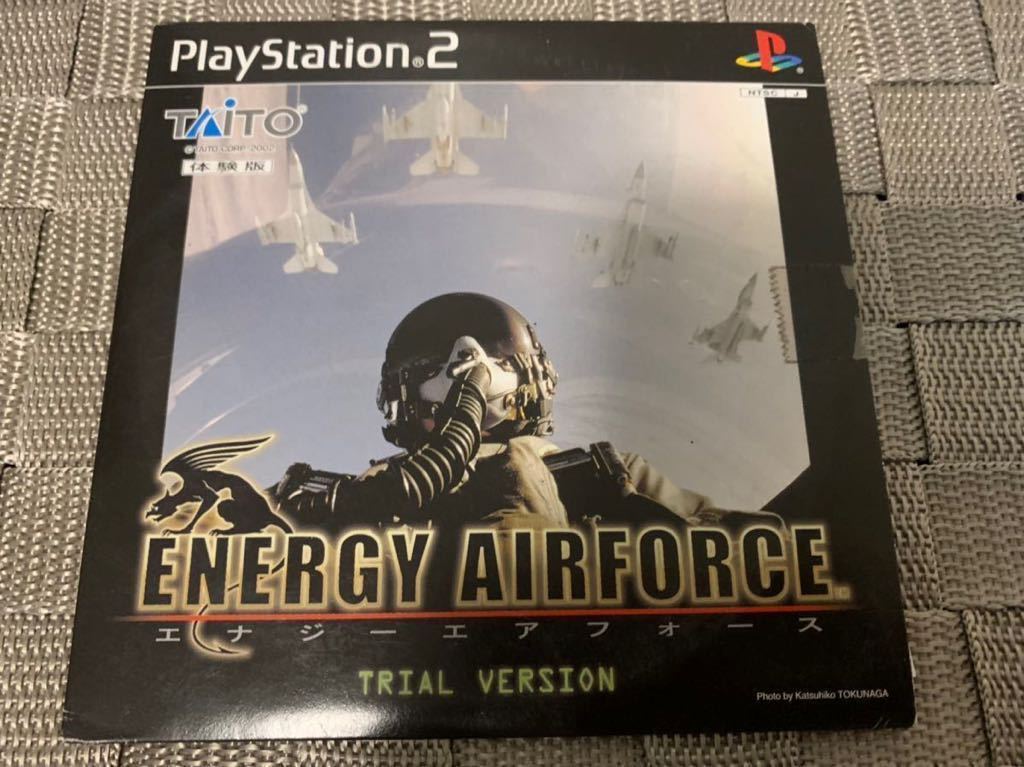 PlayStation®2
NTSC J
TAITO®
©TAITO CORP. 2002
体験版
ENERGY AIRFORCE™
エナジーエアフォース
TRIAL VERSION
Photo by Katsuhiko TOKUNAGA